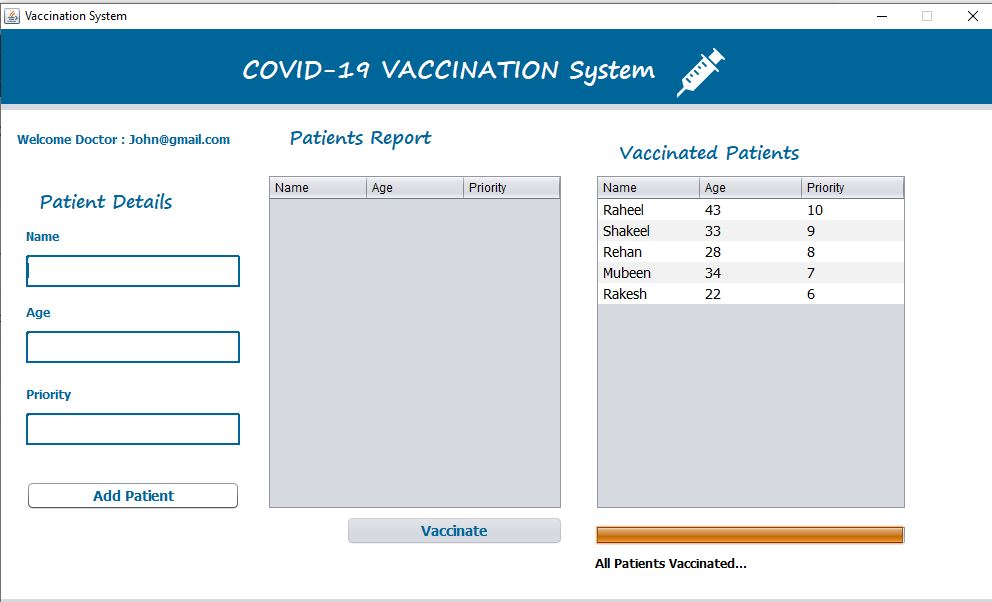 Vaccination System
COVID-19 VACCINATION System
Welcome Doctor : John@gmail.com
Patient Details
Name
Age
Priority
Add Patient
Patients Report
Name Age Priority
Vaccinate
Vaccinated Patients
Name Age Priority
Raheel 43 10
Shakeel 33 9
Rehan 28 8
Mubeen 34 7
Rakesh 22 6
All Patients Vaccinated...